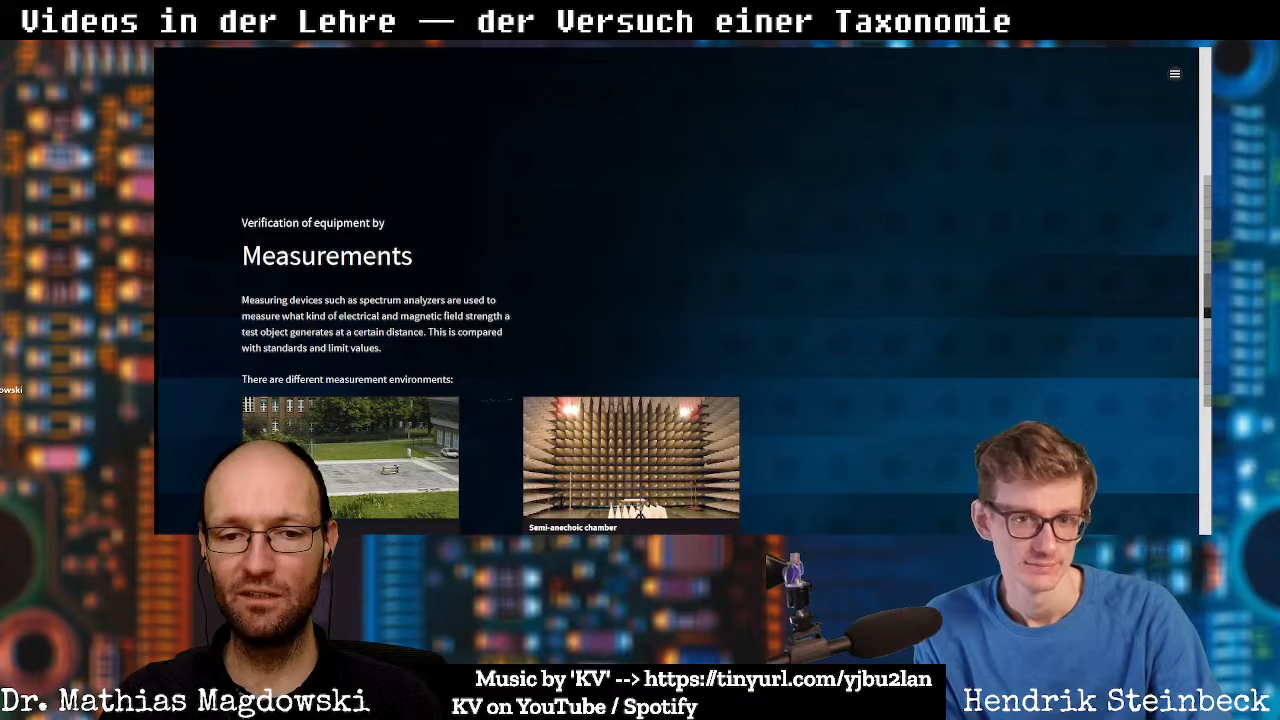 Videos in der Lehre — der Versuch einer Taxonomie
Verification of equipment by
Measurements
Measuring devices such as spectrum analyzers are used to
measure what kind of electrical and magnetic field strength a
test object generates at a certain distance. This is compared
with standards and limit values.
There are different measurement environments:
owski
Semi-anechoic chamber
Music by 'KV' --> https://tinyurl.com/yjbu2lan
KV on YouTube / Spotify
Dr. Mathias Magdowski
Hendrik Steinbeck